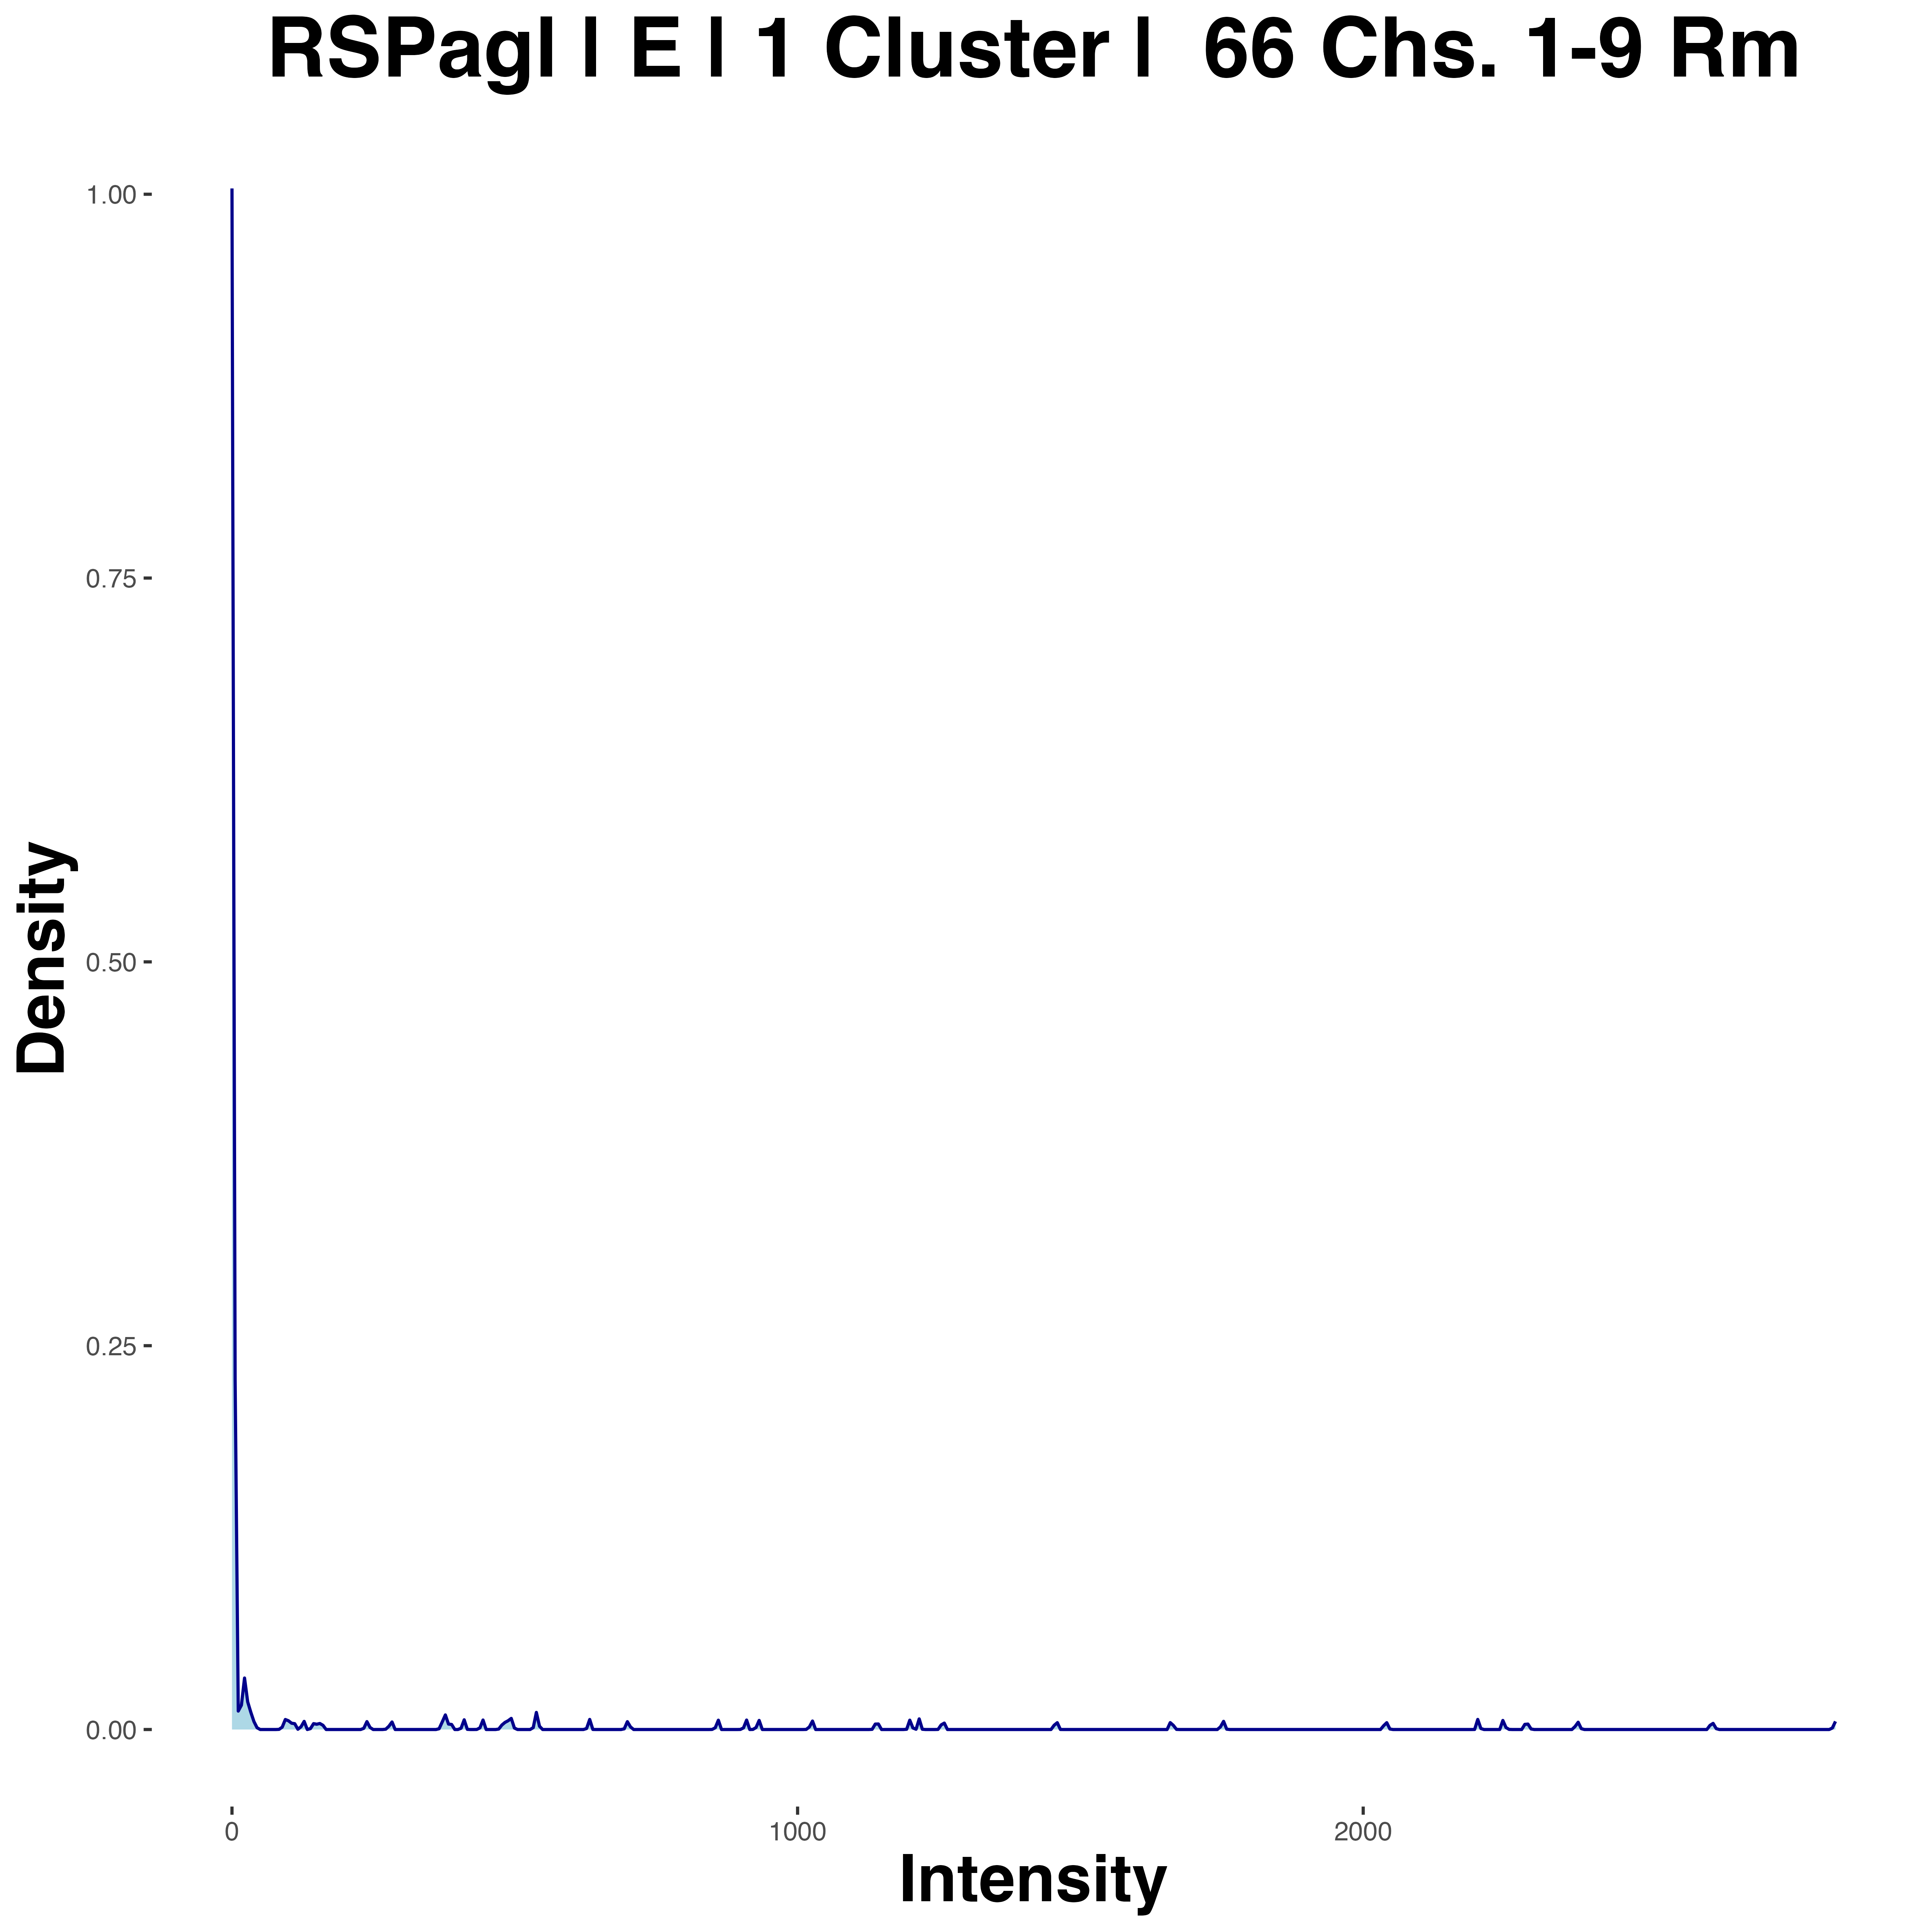 RSPagl | E | 1 Cluster |  66 Chs. 1-9 Rm
1.00
0.75
0.50
0.25
0.00
Density
0 1000 2000
Intensity